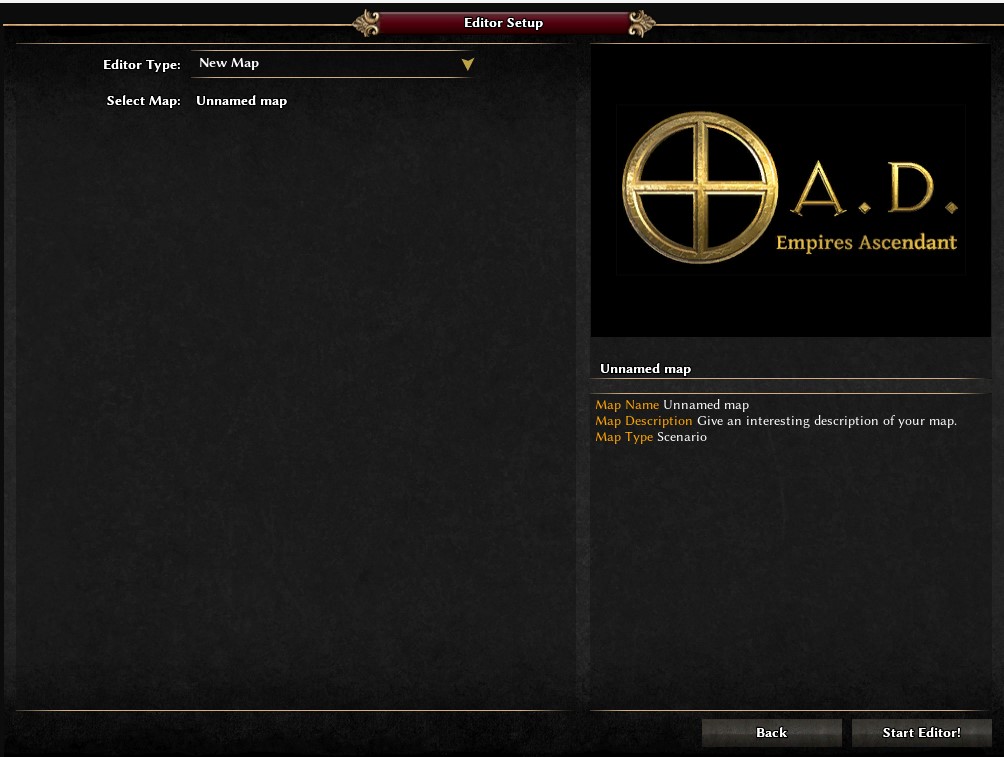 Editor Setup
Editor Type: New Map
Select Map: Unnamed map
A.D.
Empires Ascendant
Unnamed map
Map Name Unnamed map
Map Description Give an interesting description of your map.
Map Type Scenario
Back
Start Editor!